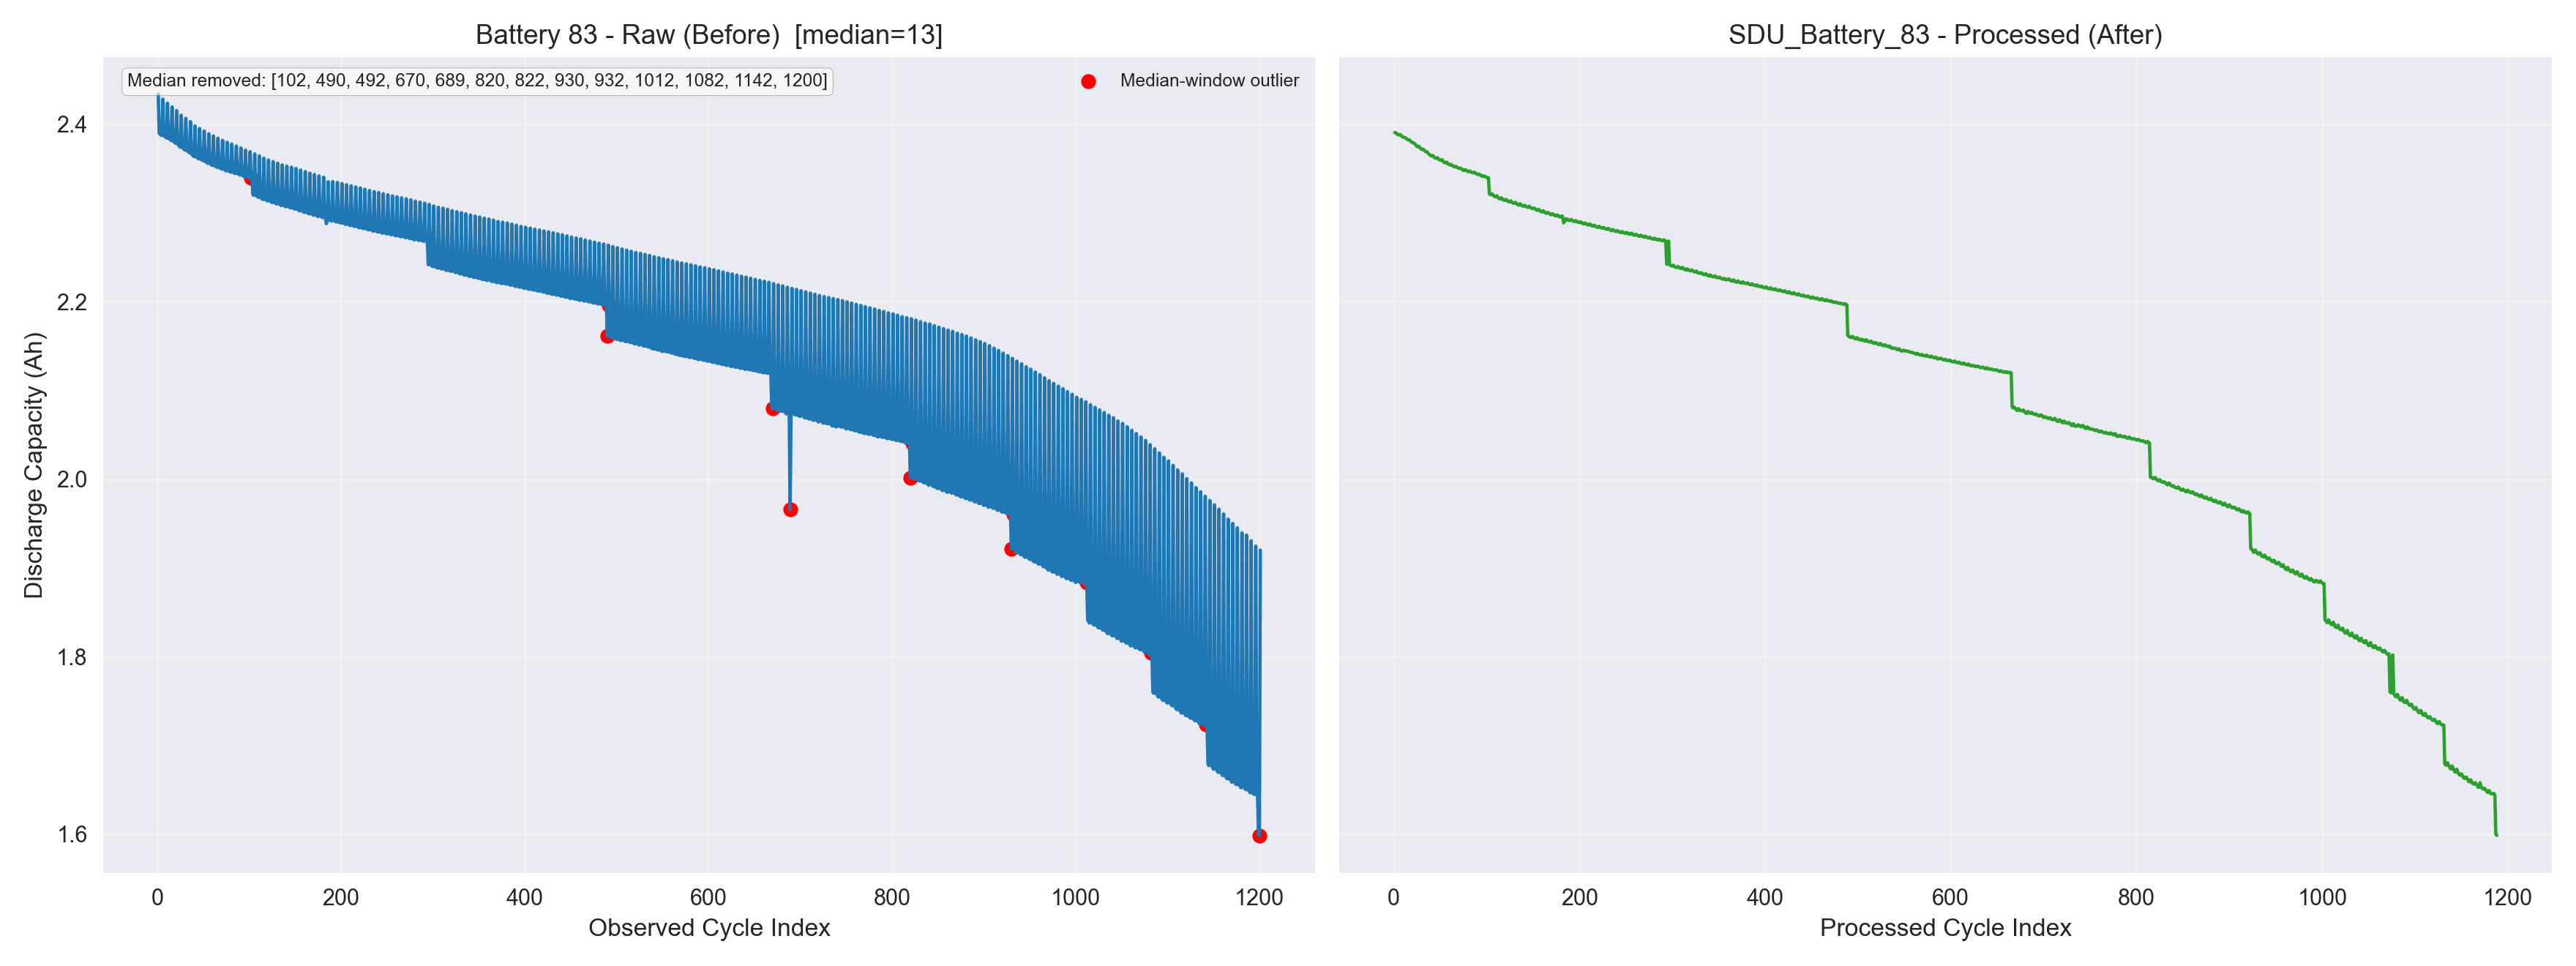 Battery 83 - Raw (Before)  [median=13]
Median removed: [102, 490, 492, 670, 689, 820, 822, 930, 932, 1012, 1082, 1142, 1200]
Median-window outlier
Discharge Capacity (Ah)
2.4
2.2
2.0
1.8
1.6
0 200 400 600 800 1000 1200
Observed Cycle Index
SDU_Battery_83 - Processed (After)
0 200 400 600 800 1000 1200
Processed Cycle Index